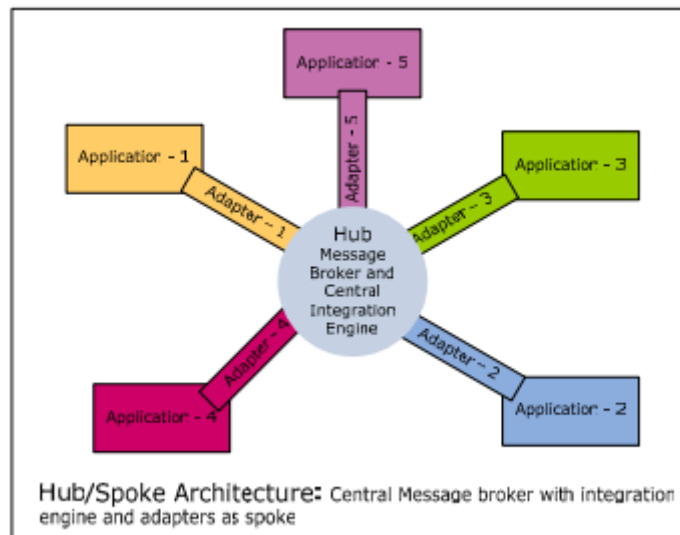 Application - 5
Adapter - 5
Application - 1
Adapter - 1
Application - 3
Adapter - 3
Hub
Message
Broker and
Central
Integration
Engine
Adapter - 4
Application - 4
Adapter - 2
Application - 2
Hub/Spoke Architecture: Central Message broker with integration
engine and adapters as spoke